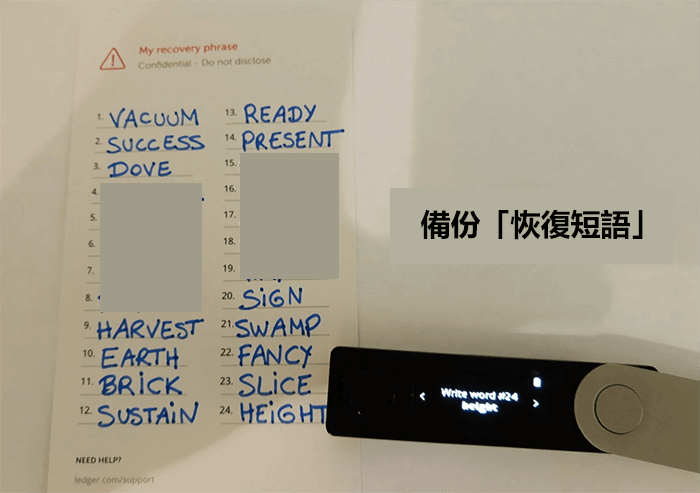 My recovery phrase
Confidential – Do not disclose
1. VACUUM
2. SUCCESS
3. DOVE
4.
5.
6.
7.
8.
9. HARVEST
10. EARTH
11. BRICK
12. SUSTAIN
13. READY
14. PRESENT
15.
16.
17.
18.
19.
20. SIGN
21. SWAMP
22. FANCY
23. SLICE
24. HEIGHT
NEED HELP?
ledger.com/support
備份「恢復短語」
Write word #24
height